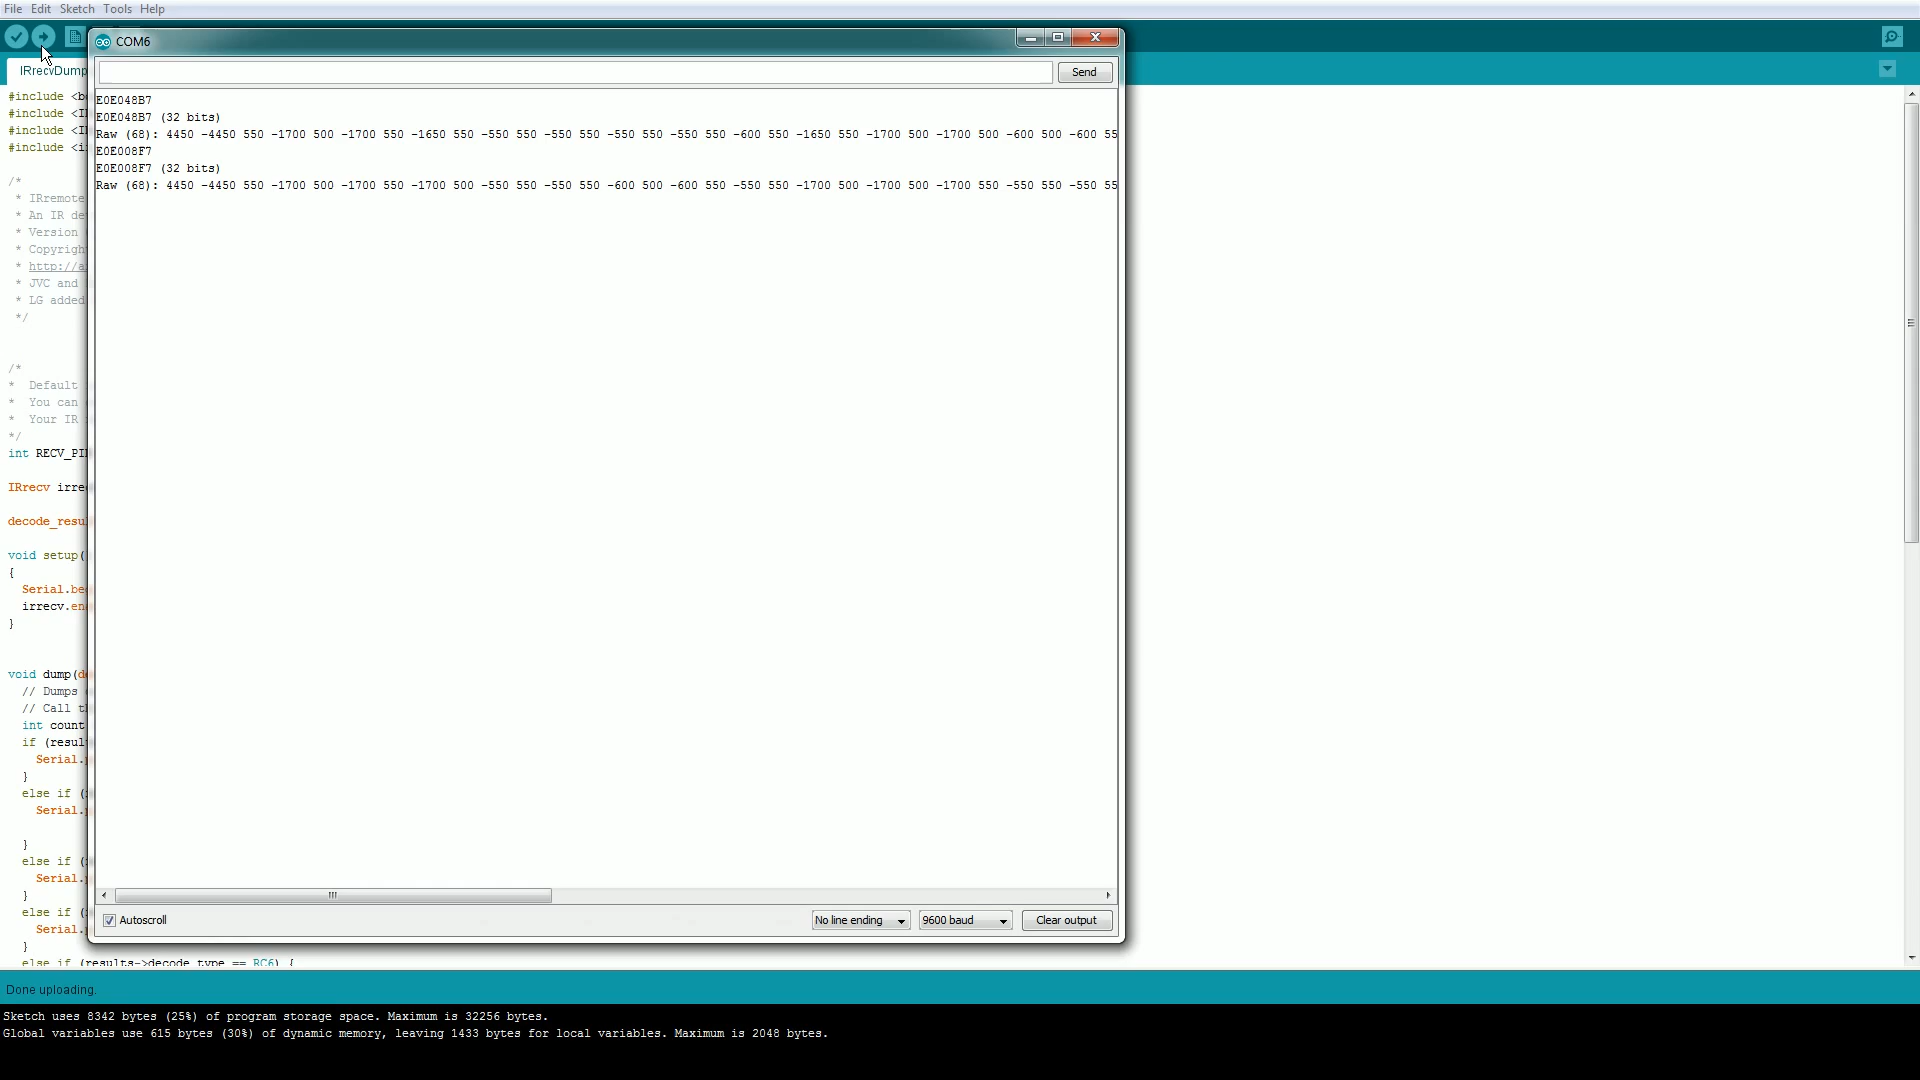 File Edit Sketch Tools Help
COM6
IRrecvDump
Send
E0E048B7
E0E048B7 (32 bits)
Raw (68): 4450 -4450 550 -1700 500 -1700 550 -1650 550 -550 550 -550 550 -550 550 -600 550 -1650 550 -1700 500 -1700 500 -600 500 -600 55
E0E008F7
E0E008F7 (32 bits)
Raw (68): 4450 -4450 550 -1700 500 -1700 550 -1700 500 -550 550 -550 550 -600 500 -600 550 -550 550 -1700 500 -1700 500 -1700 550 -550 550 -550 55
#include <b
#include <I
#include <I
#include <i
/*
* IRremote
* An IR de
* Version
* Copyrigh
* http://a
* JVC and
* LG added
*/
/*
* Default
* You can
* Your IR
*/
int RECV_PI
IRrecv irre
decode_resu
void setup(
{
Serial.be
irrecv.en
}
void dump(d
// Dumps
// Call t
int count
if (resul
Serial.
}
else if (
Serial.
}
else if (
Serial.
}
else if (
Serial.
}
else if (results->decode_type == RC6) {
Autoscroll
No line ending
9600 baud
Clear output
Done uploading.
Sketch uses 8342 bytes (25%) of program storage space. Maximum is 32256 bytes.
Global variables use 615 bytes (30%) of dynamic memory, leaving 1433 bytes for local variables. Maximum is 2048 bytes.